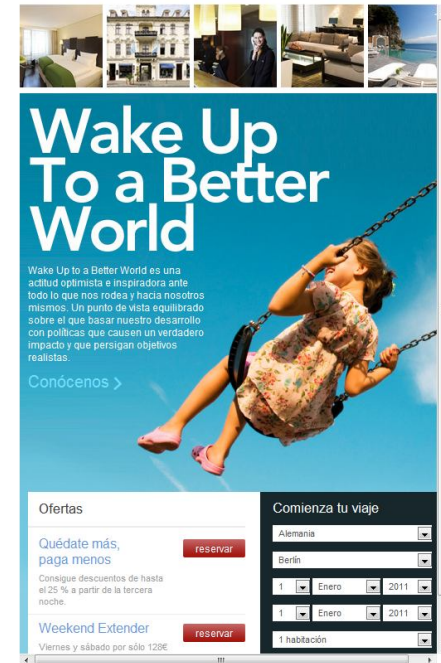 Wake Up
To a Better
World
Wake Up to a Better World es una
actitud optimista e inspiradora ante
todo lo que nos rodea y hacia nosotros
mismos. Un punto de vista equilibrado
sobre el que basar nuestro desarrollo
con políticas que causen un verdadero
impacto y que persigan objetivos
realistas.
Conócenos
Ofertas
Quédate más,
paga menos
reservar
Consigue descuentos de hasta
el 25 % a partir de la tercera
noche.
Weekend Extender
reservar
Viernes y sábado por sólo 128€
Comienza tu viaje
Alemania
Berlín
1 Enero 2011
1 Enero 2011
1 habitación